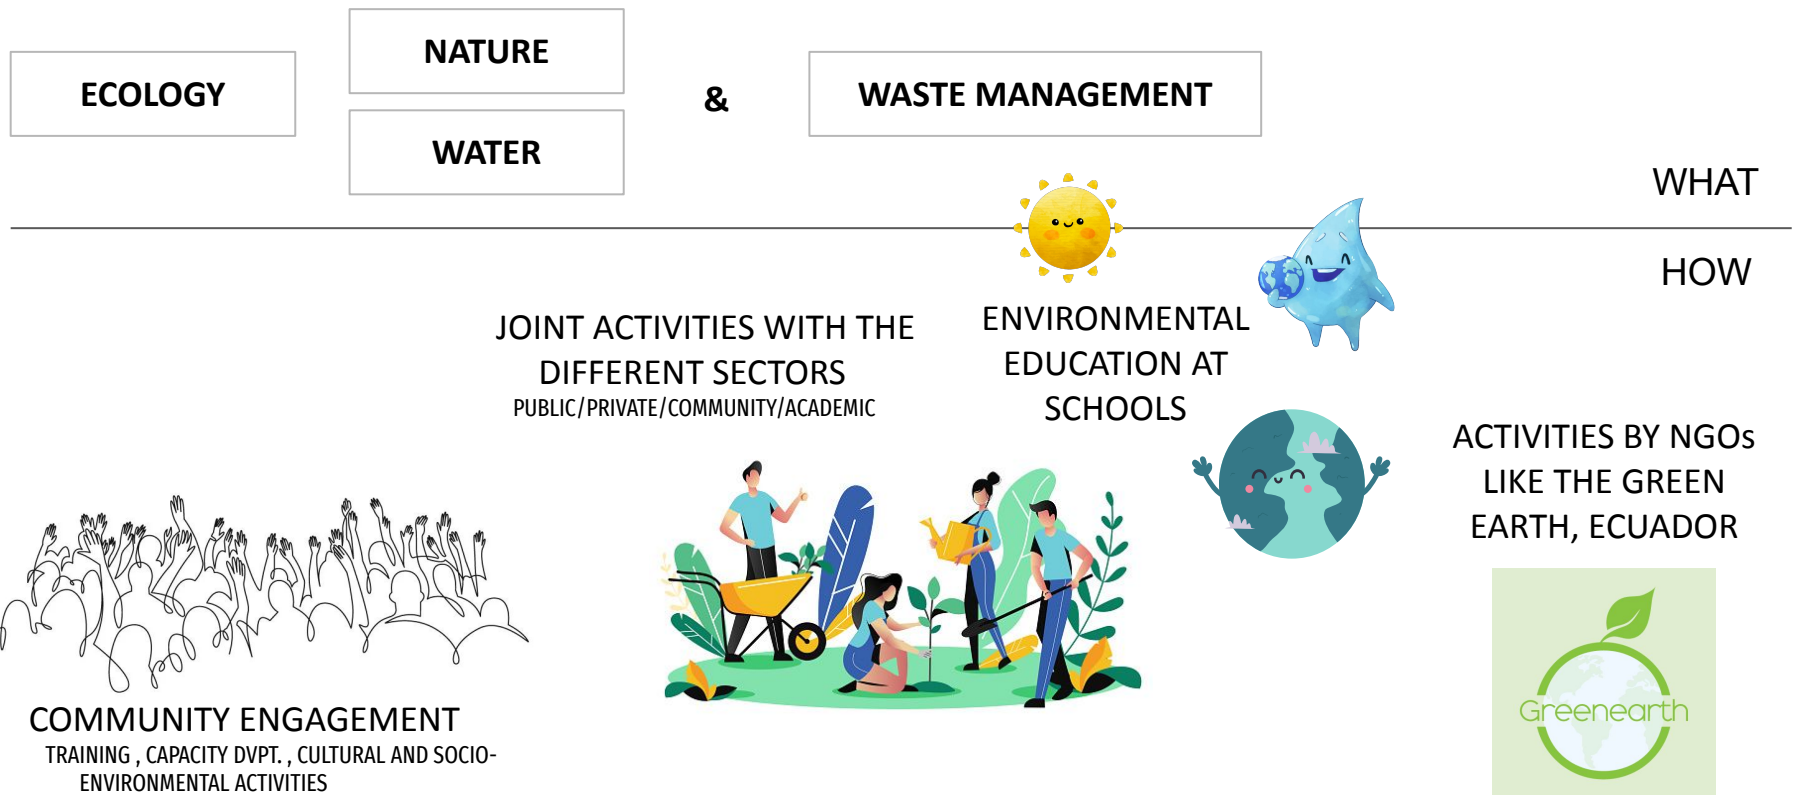 ECOLOGY
NATURE
WATER
&
WASTE MANAGEMENT
WHAT
HOW
JOINT ACTIVITIES WITH THE
DIFFERENT SECTORS
PUBLIC/PRIVATE/COMMUNITY/ACADEMIC
ENVIRONMENTAL
EDUCATION AT
SCHOOLS
ACTIVITIES BY NGOs
LIKE THE GREEN
EARTH, ECUADOR
Greenearth
COMMUNITY ENGAGEMENT
TRAINING , CAPACITY DVPT. , CULTURAL AND SOCIO-
ENVIRONMENTAL ACTIVITIES